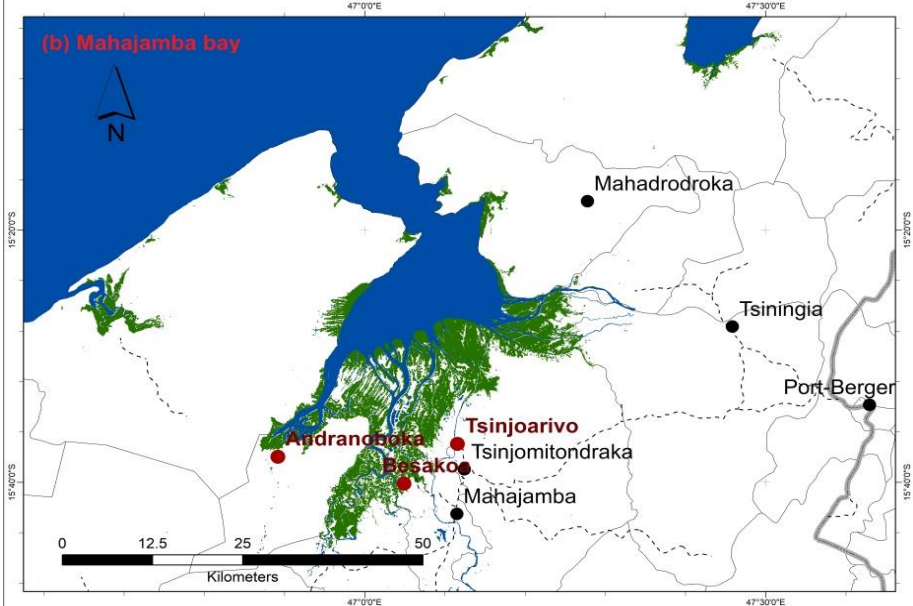 47°0'0"E
47°30'0"E
(b) Mahajamba bay
N
Mahadrodroka
15°20'0"S
15°20'0"S
Tsiningia
Port-Berger
Tsinjoarivo
Andranoboka
Tsinjomitondraka
Besako
15°40'0"S
15°40'0"S
Mahajamba
0
12.5
25
50
Kilometers
47°0'0"E
47°30'0"E